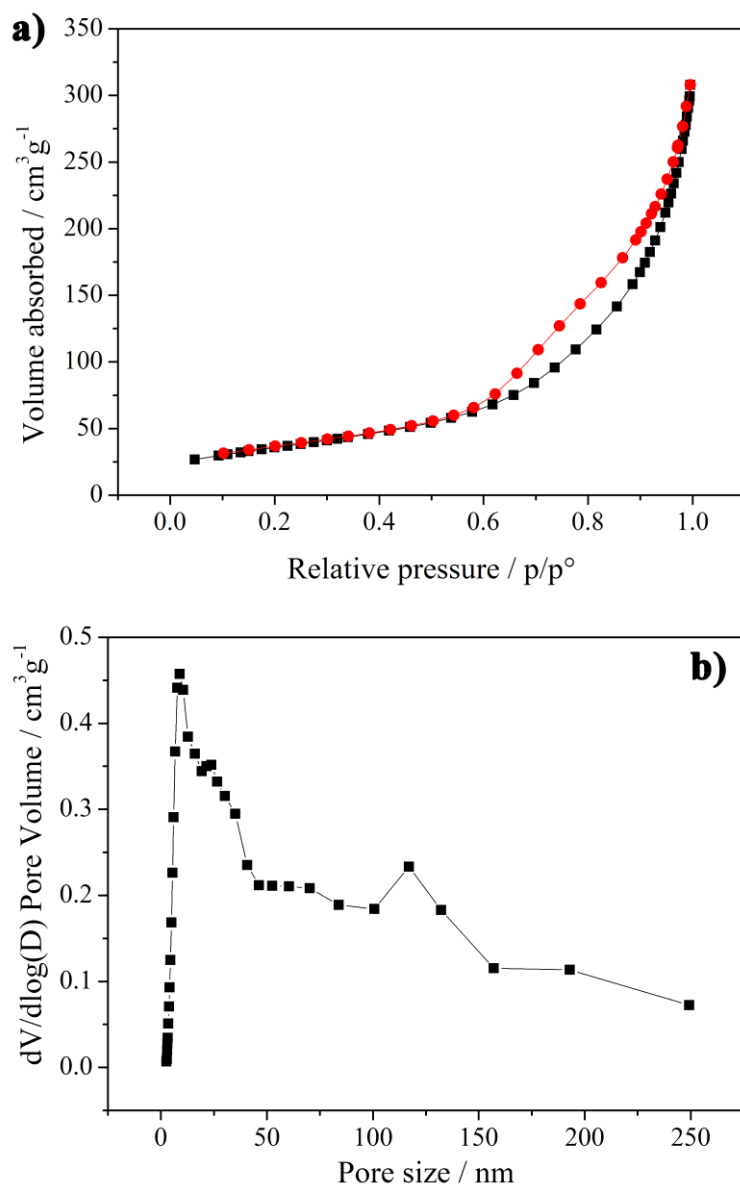 a)
350
300
250
200
150
100
50
0
Volume absorbed / cm³g⁻¹
0.0 0.2 0.4 0.6 0.8 1.0
Relative pressure / p/p°
b)
0.5
0.4
0.3
0.2
0.1
0.0
dV/dlog(D) Pore Volume / cm³g⁻¹
0 50 100 150 200 250
Pore size / nm